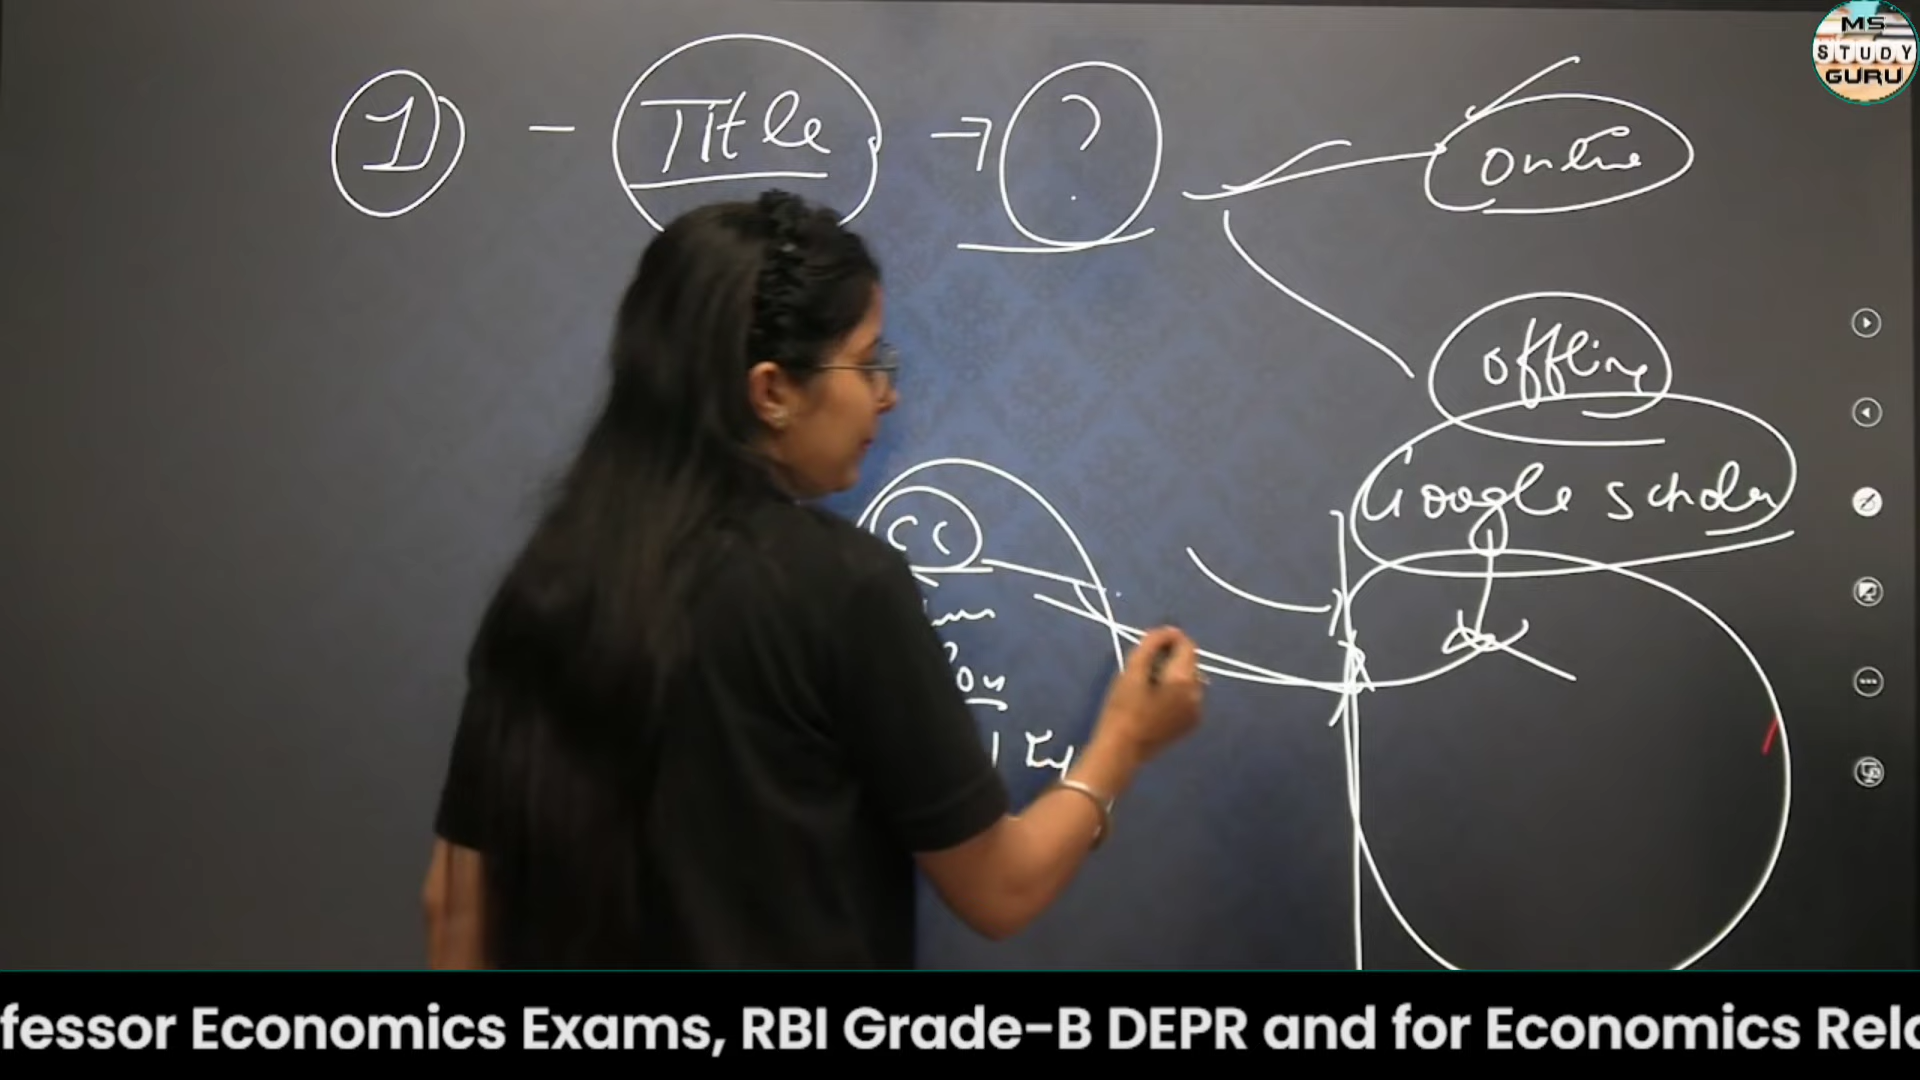 MS
STUDY
GURU
1) - Title → ?
online
offline
Google scholar
CC
fessor Economics Exams, RBI Grade-B DEPR and for Economics Rela